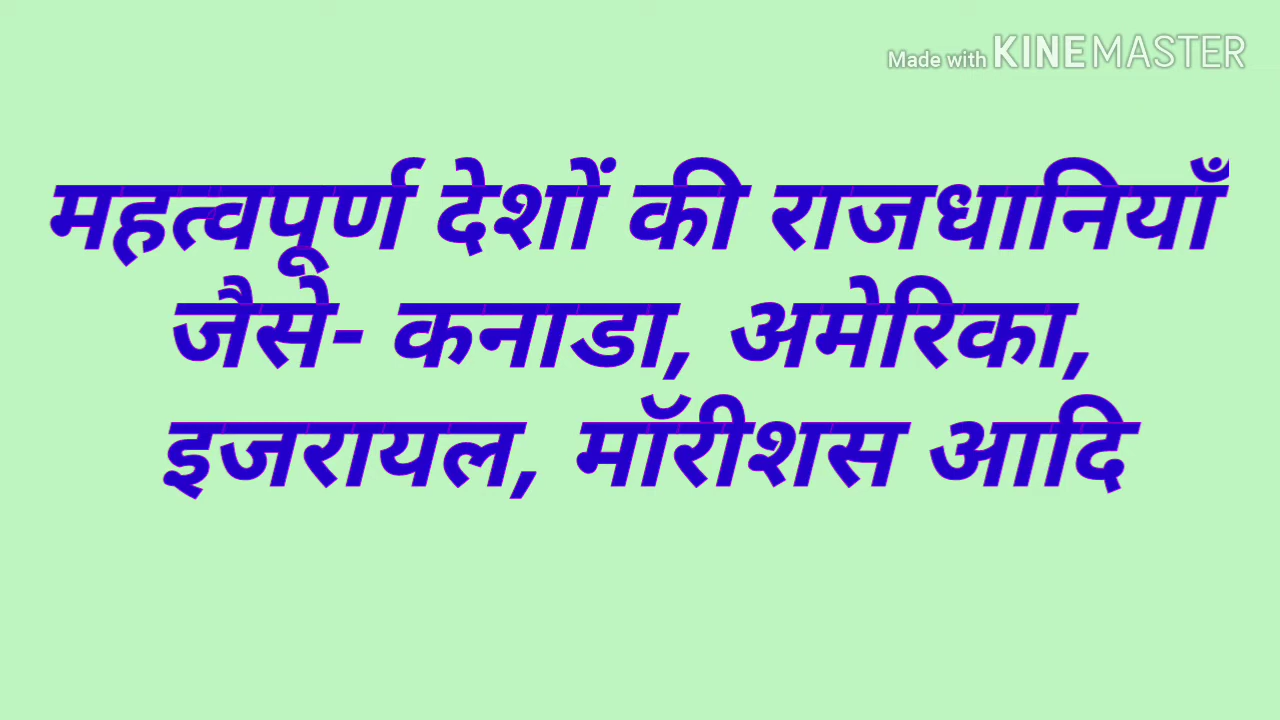 Made with KINEMASTER
महत्वपूर्ण देशों की राजधानियाँ
जैसे- कनाडा, अमेरिका,
इजरायल, मॉरीशस आदि